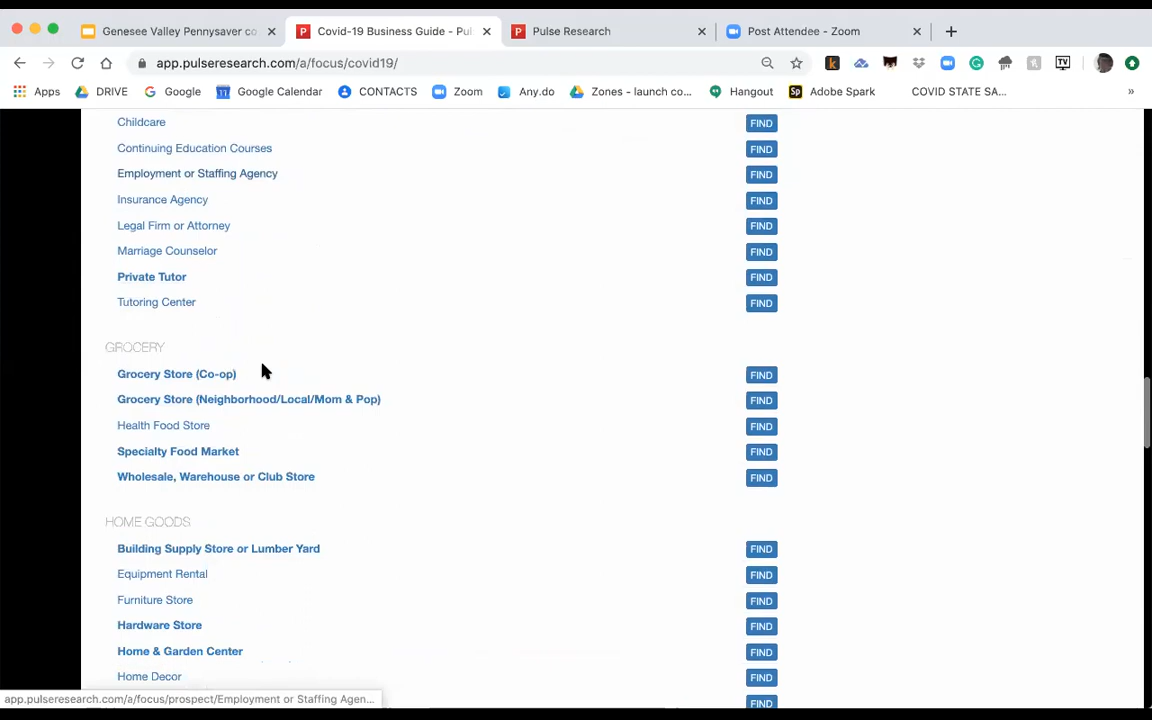 Genesee Valley Pennysaver co
Covid-19 Business Guide - Pul
Pulse Research
Post Attendee - Zoom
app.pulseresearch.com/a/focus/covid19/
Apps
DRIVE
Google
Google Calendar
CONTACTS
Zoom
Any.do
Zones - launch co...
Hangout
Adobe Spark
COVID STATE SA...
Childcare FIND
Continuing Education Courses FIND
Employment or Staffing Agency FIND
Insurance Agency FIND
Legal Firm or Attorney FIND
Marriage Counselor FIND
Private Tutor FIND
Tutoring Center FIND
GROCERY
Grocery Store (Co-op) FIND
Grocery Store (Neighborhood/Local/Mom & Pop) FIND
Health Food Store FIND
Specialty Food Market FIND
Wholesale, Warehouse or Club Store FIND
HOME GOODS
Building Supply Store or Lumber Yard FIND
Equipment Rental FIND
Furniture Store FIND
Hardware Store FIND
Home & Garden Center FIND
Home Decor FIND
FIND
app.pulseresearch.com/a/focus/prospect/Employment or Staffing Agen...